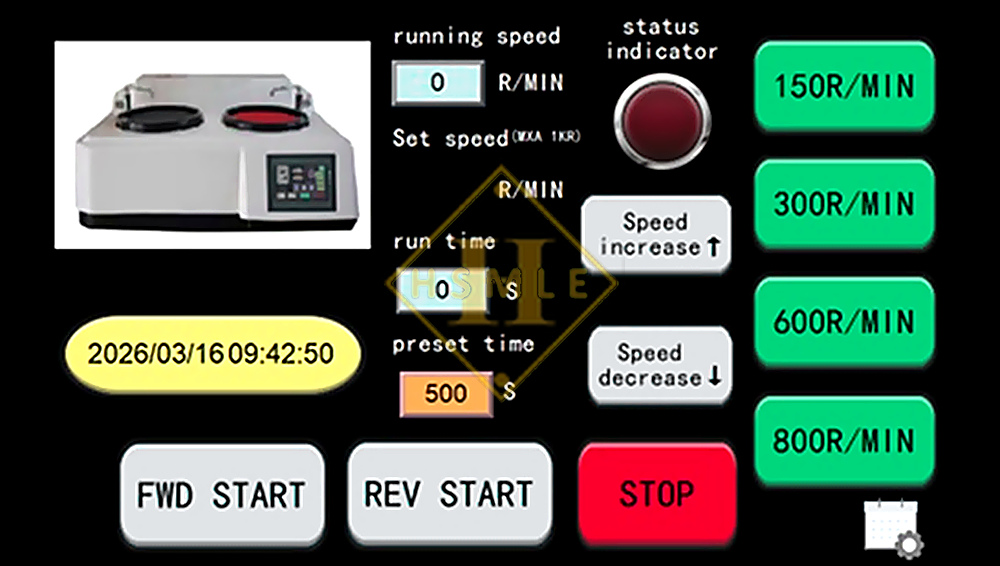 running speed
0 R/MIN
Set speed(MXA 1KR)
R/MIN
run time
0 S
preset time
500 S
status
indicator
Speed
increase↑
Speed
decrease↓
150R/MIN
300R/MIN
600R/MIN
800R/MIN
2026/03/16 09:42:50
FWD START
REV START
STOP
H
HSMLE